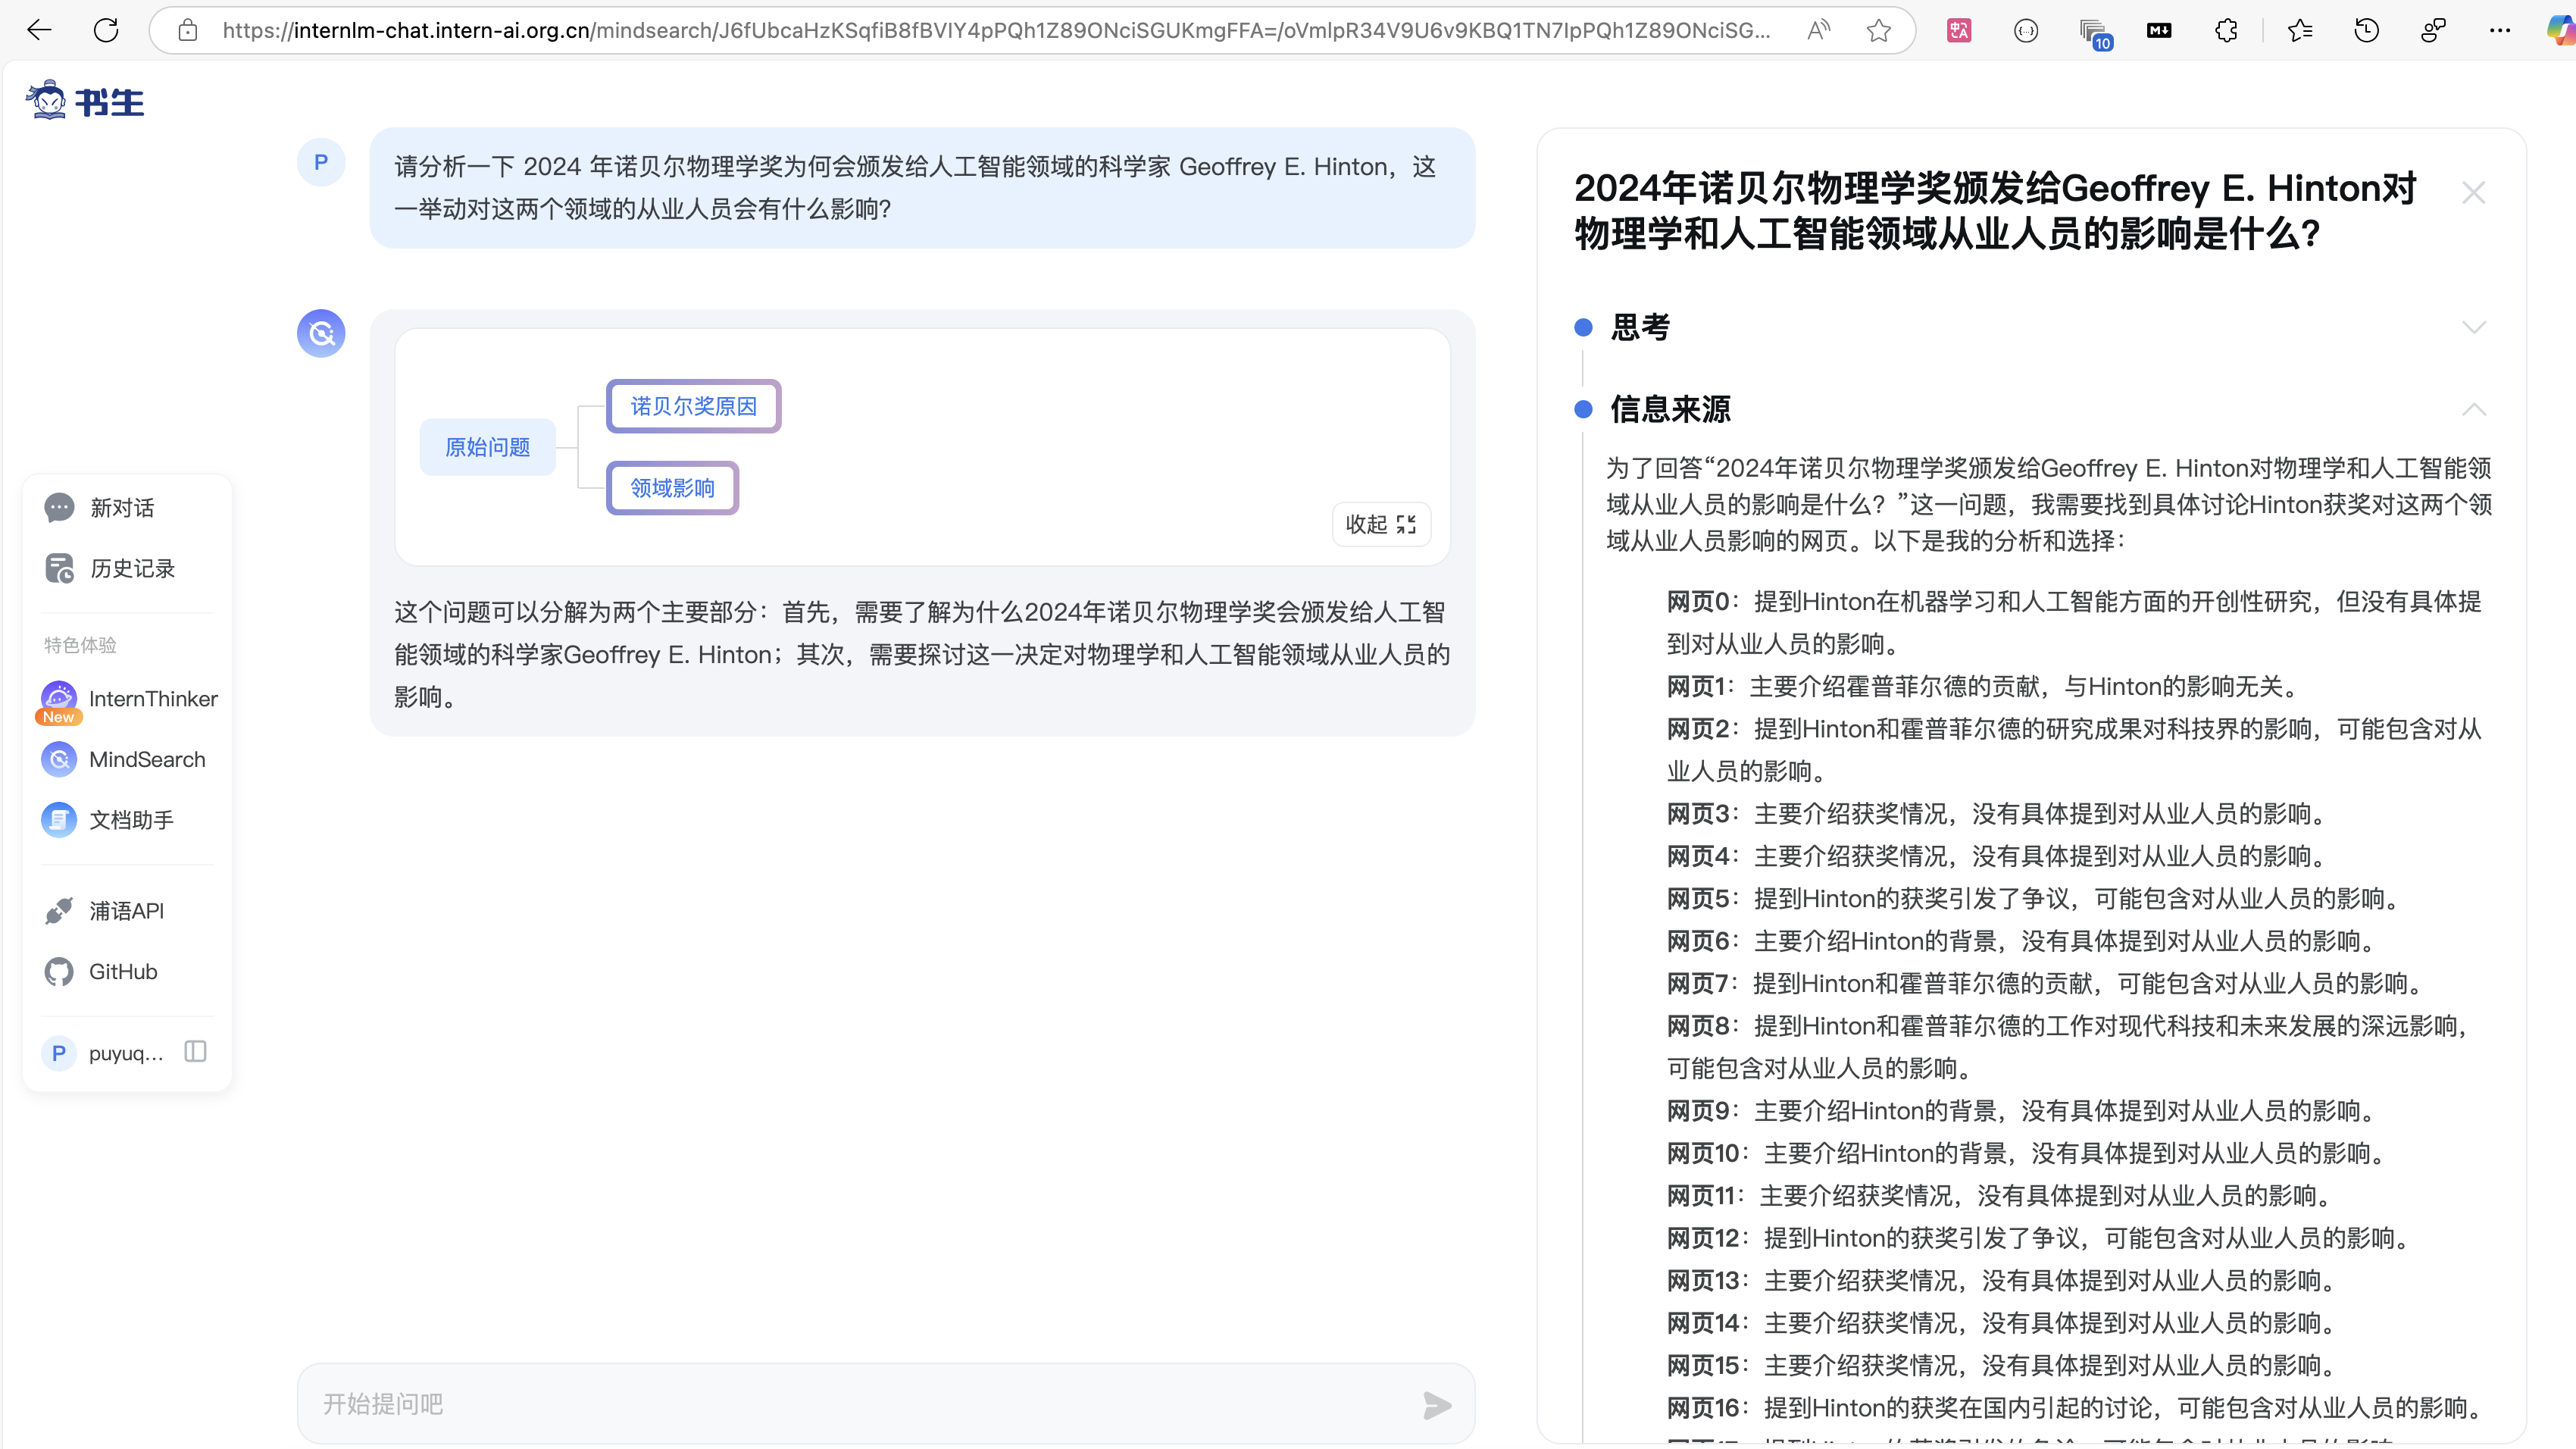 https://internlm-chat.intern-ai.org.cn/mindsearch/J6fUbcaHzKSqfiB8fBVIY4pPQh1Z89ONciSGUKmgFFA=/oVmlpR34V9U6v9KBQ1TN7IpPQh1Z89ONciSG...
10
书生
新对话
历史记录
特色体验
InternThinker
New
MindSearch
文档助手
浦语API
GitHub
P
puyuq...
P
请分析一下 2024 年诺贝尔物理学奖为何会颁发给人工智能领域的科学家 Geoffrey E. Hinton，这
一举动对这两个领域的从业人员会有什么影响？
原始问题
诺贝尔奖原因
领域影响
收起
这个问题可以分解为两个主要部分：首先，需要了解为什么2024年诺贝尔物理学奖会颁发给人工智
能领域的科学家Geoffrey E. Hinton；其次，需要探讨这一决定对物理学和人工智能领域从业人员的
影响。
开始提问吧
2024年诺贝尔物理学奖颁发给Geoffrey E. Hinton对
物理学和人工智能领域从业人员的影响是什么？
思考
信息来源
为了回答“2024年诺贝尔物理学奖颁发给Geoffrey E. Hinton对物理学和人工智能领
域从业人员的影响是什么？”这一问题，我需要找到具体讨论Hinton获奖对这两个领
域从业人员影响的网页。以下是我的分析和选择：
网页0：提到Hinton在机器学习和人工智能方面的开创性研究，但没有具体提
到对从业人员的影响。
网页1：主要介绍霍普菲尔德的贡献，与Hinton的影响无关。
网页2：提到Hinton和霍普菲尔德的研究成果对科技界的影响，可能包含对从
业人员的影响。
网页3：主要介绍获奖情况，没有具体提到对从业人员的影响。
网页4：主要介绍获奖情况，没有具体提到对从业人员的影响。
网页5：提到Hinton的获奖引发了争议，可能包含对从业人员的影响。
网页6：主要介绍Hinton的背景，没有具体提到对从业人员的影响。
网页7：提到Hinton和霍普菲尔德的贡献，可能包含对从业人员的影响。
网页8：提到Hinton和霍普菲尔德的工作对现代科技和未来发展的深远影响，
可能包含对从业人员的影响。
网页9：主要介绍Hinton的背景，没有具体提到对从业人员的影响。
网页10：主要介绍Hinton的背景，没有具体提到对从业人员的影响。
网页11：主要介绍获奖情况，没有具体提到对从业人员的影响。
网页12：提到Hinton的获奖引发了争议，可能包含对从业人员的影响。
网页13：主要介绍获奖情况，没有具体提到对从业人员的影响。
网页14：主要介绍获奖情况，没有具体提到对从业人员的影响。
网页15：主要介绍获奖情况，没有具体提到对从业人员的影响。
网页16：提到Hinton的获奖在国内引起的讨论，可能包含对从业人员的影响。